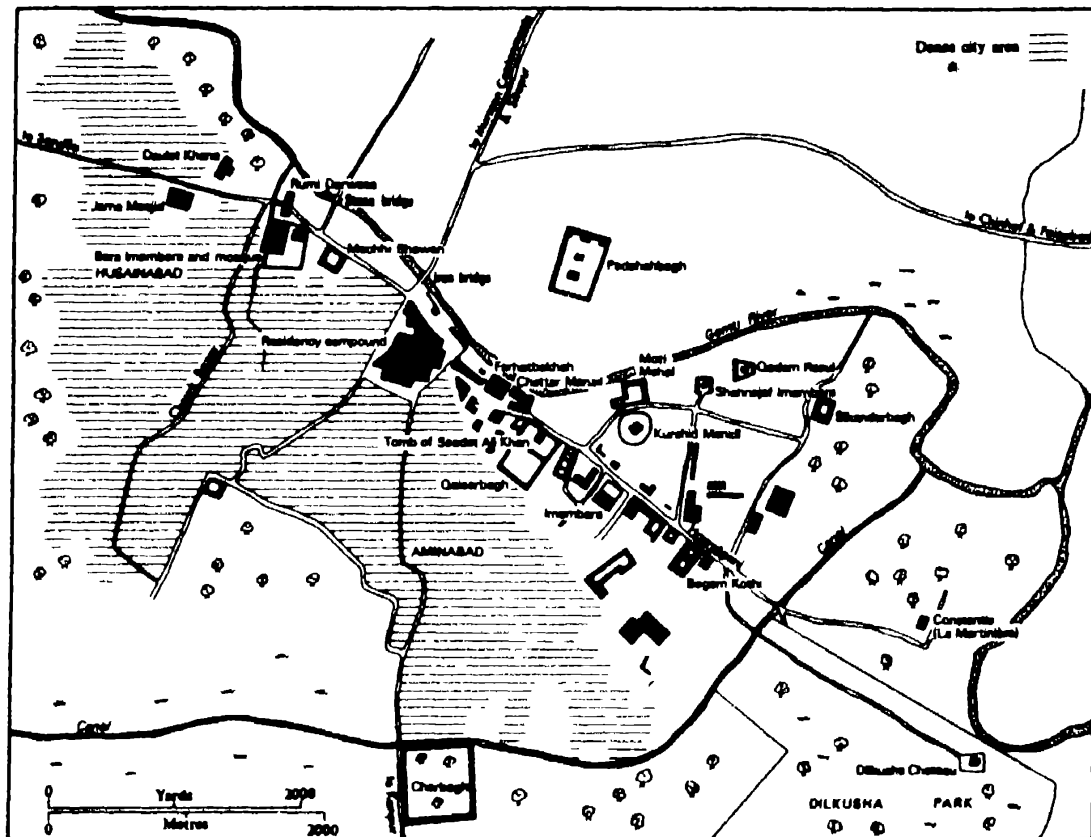 Dense city area
to Sandila
Daulat Khana
Jama Masjid
Rumi Darwaza
Stone bridge
Bara Imambara and mosque
HUSAINABAD
Machhi Bhawan
Iron bridge
Padshahbagh
to Chinhat & Faizabad
Gomti River
Residency compound
Farhatbakhsh
Chattar Manzil
Moti
Mahal
Qadam Rasul
Shahnajaf Imambara
Sikanderbagh
Kurshid Manzil
Tomb of Saadat Ali Khan
Qaiserbagh
Imambara
AMINABAD
Begam Kothi
Canal
Constantia
(La Martinière)
Canal
Charbagh
Dilkusha Chateau
DILKUSHA PARK
0 Yards 2000
0 Metres 2000